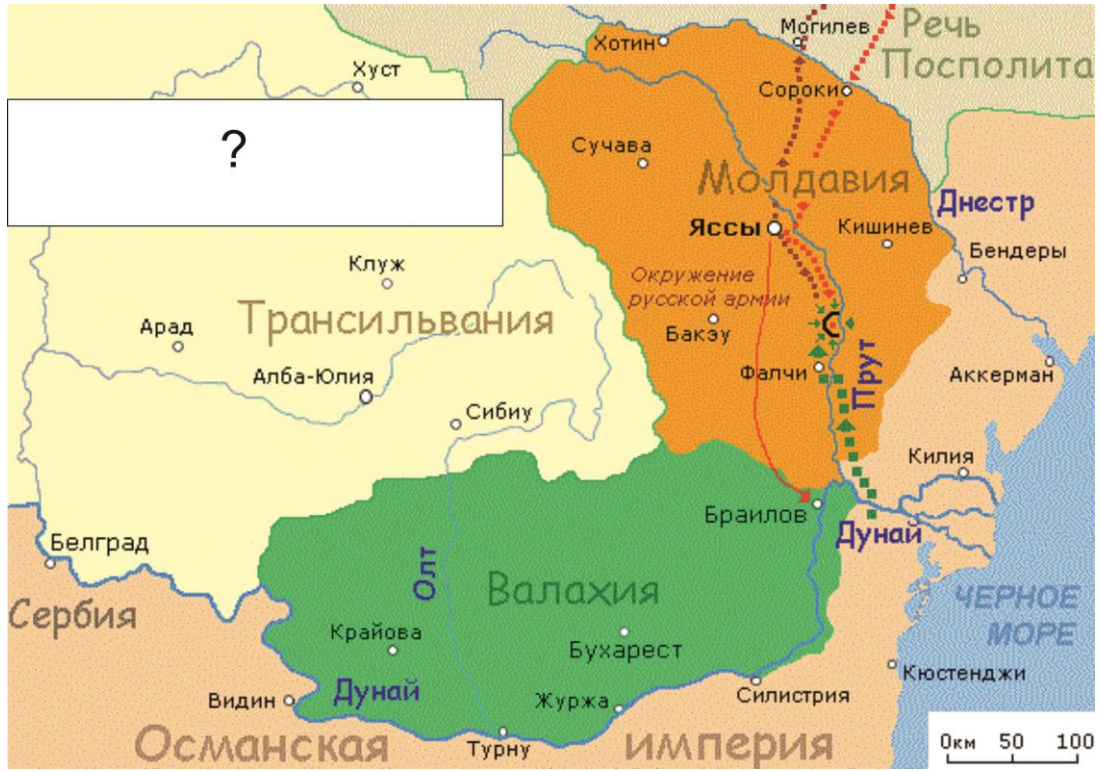 Могилев
Речь
Посполита
Хотин
Хуст
Сороки
?
Сучава
Молдавия
Днестр
Яссы
Кишинев
Бендеры
Клуж
Окружение
русской армии
Трансильвания
Арад
Бакэу
Фалчи
Прут
Аккерман
Алба-Юлия
Сибиу
Килия
Браилов
Дунай
Белград
Олт
Валахия
Сербия
ЧЕРНОЕ
МОРЕ
Крайова
Бухарест
Кюстенджи
Видин
Дунай
Журжа
Силистрия
Османская
империя
Турну
0км 50 100